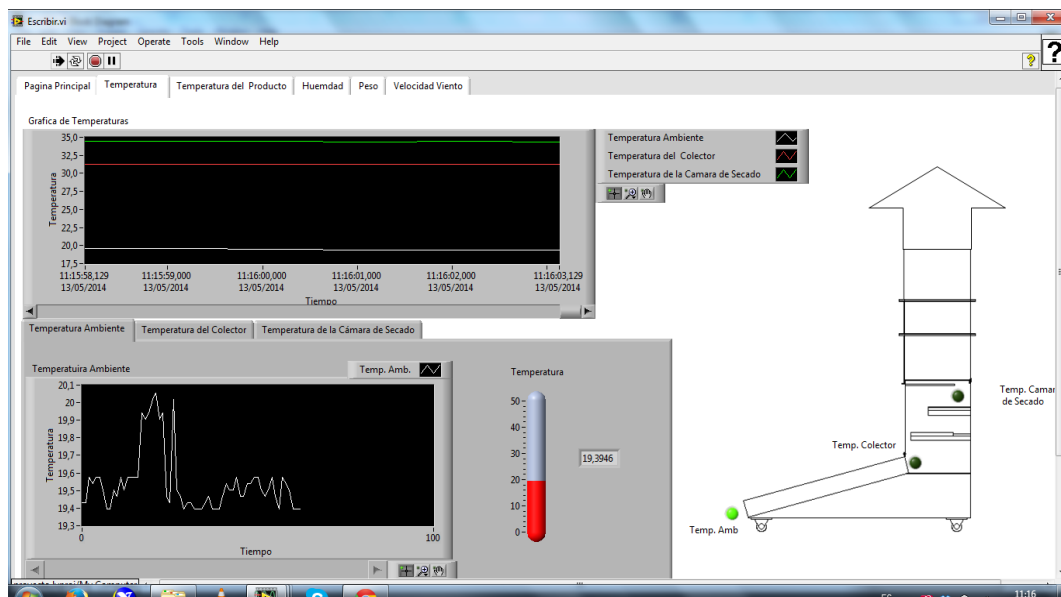 Escribir.vi
File Edit View Project Operate Tools Window Help
Pagina Principal Temperatura Temperatura del Producto Huemdad Peso Velocidad Viento
Grafica de Temperaturas
35,0
32,5
30,0
27,5
25,0
22,5
20,0
17,5
Temperatura
11:15:58,129 11:15:59,000 11:16:00,000 11:16:01,000 11:16:02,000 11:16:03,129
13/05/2014 13/05/2014 13/05/2014 13/05/2014 13/05/2014 13/05/2014
Tiempo
Temperatura Ambiente
Temperatura del Colector
Temperatura de la Camara de Secado
Temperatura Ambiente Temperatura del Colector Temperatura de la Cámara de Secado
Temperatuira Ambiente
Temp. Amb.
20,1
20
19,9
19,8
19,7
19,6
19,5
19,4
19,3
Temperatura
0 100
Tiempo
Temperatura
50
40
30
20
10
0
19,3946
Temp. Camar
de Secado
Temp. Colector
Temp. Amb
11:16